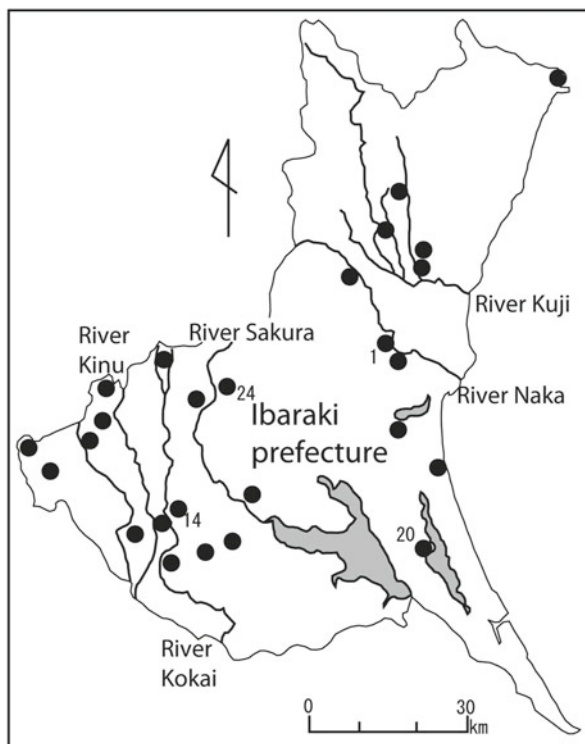 River Kuji
River Sakura
River
Kinu
1
River Naka
24
Ibaraki
prefecture
14
20
River
Kokai
0
30
km